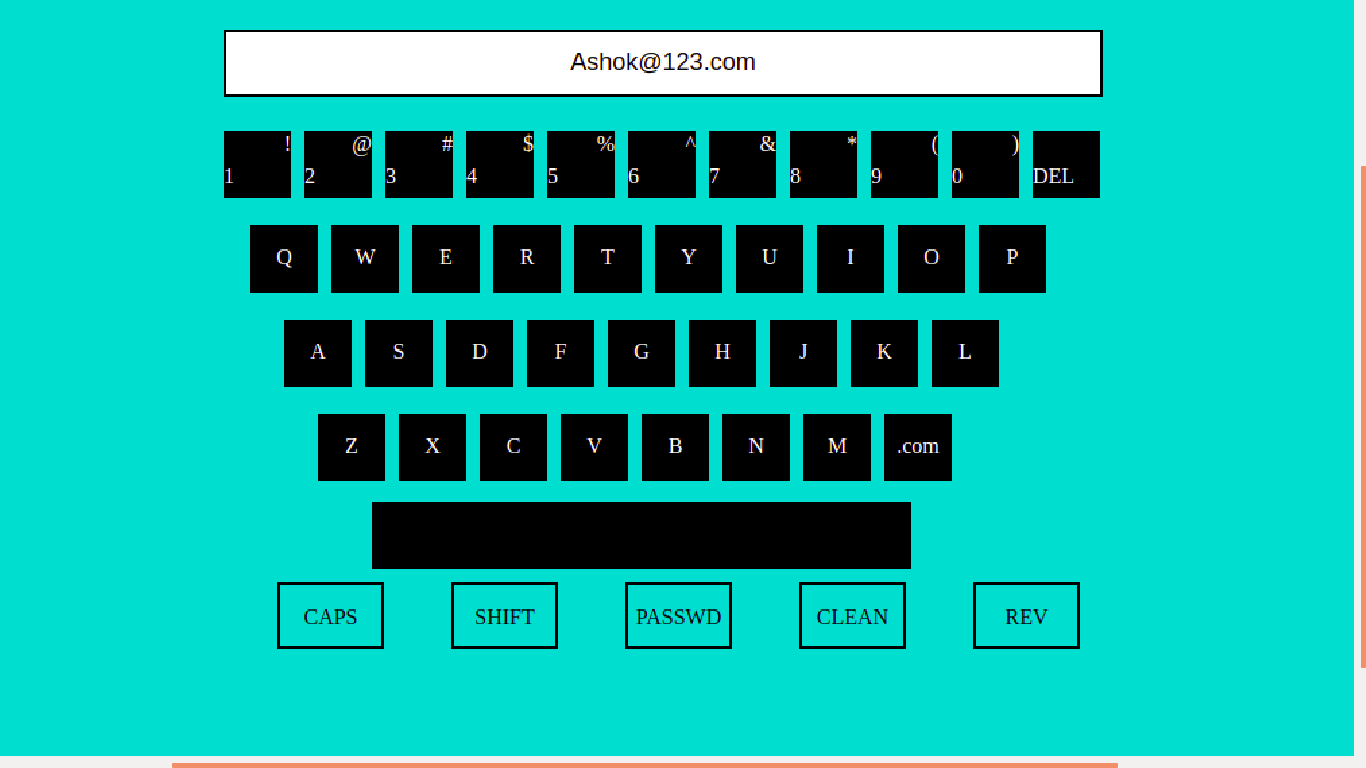 Ashok@123.com
! @ # $ % ^ & * ( )
1 2 3 4 5 6 7 8 9 0 DEL
Q W E R T Y U I O P
A S D F G H J K L
Z X C V B N M .com
CAPS SHIFT PASSWD CLEAN REV